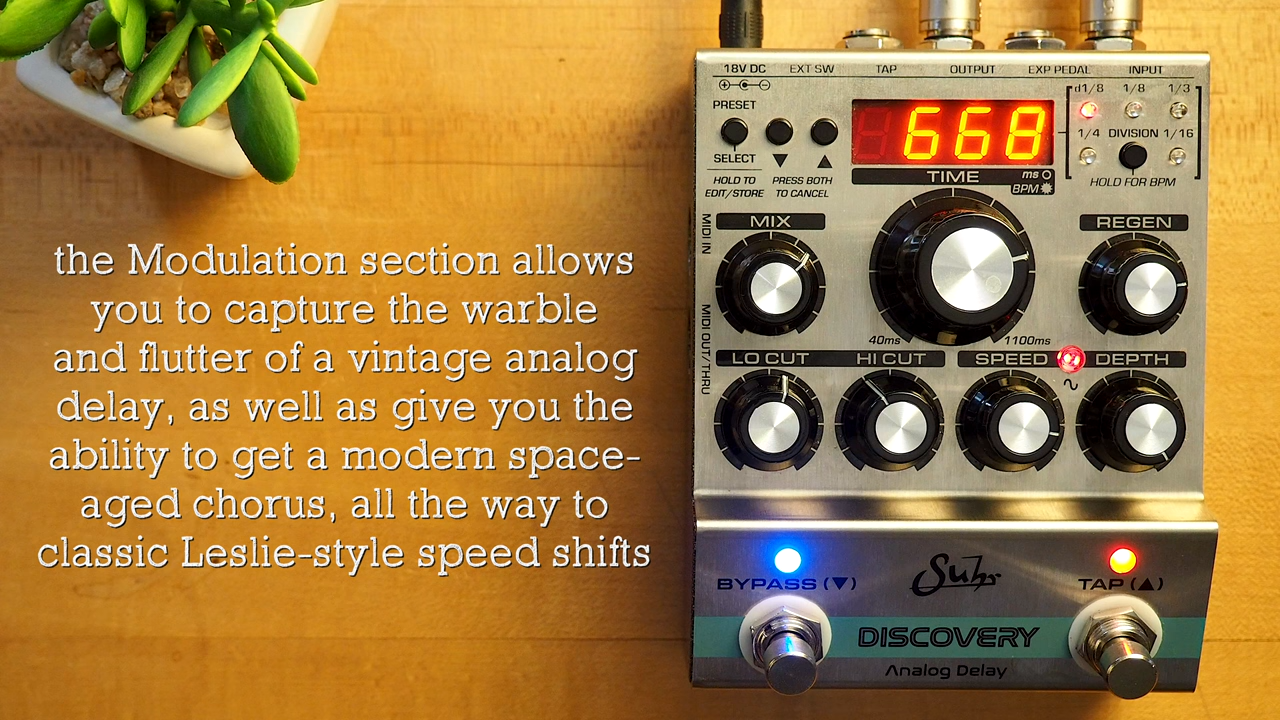 the Modulation section allows
you to capture the warble
and flutter of a vintage analog
delay, as well as give you the
ability to get a modern space-
aged chorus, all the way to
classic Leslie-style speed shifts
18V DC EXT SW TAP OUTPUT EXP PEDAL INPUT
PRESET
SELECT
HOLD TO
EDIT/STORE
PRESS BOTH
TO CANCEL
668
TIME ms
BPM
d1/8 1/8 1/3
1/4 DIVISION 1/16
HOLD FOR BPM
MIDI IN
MIX
REGEN
40ms 1100ms
MIDI OUT/THRU
LO CUT HI CUT SPEED DEPTH
BYPASS (▼) Suhr TAP (▲)
DISCOVERY
Analog Delay